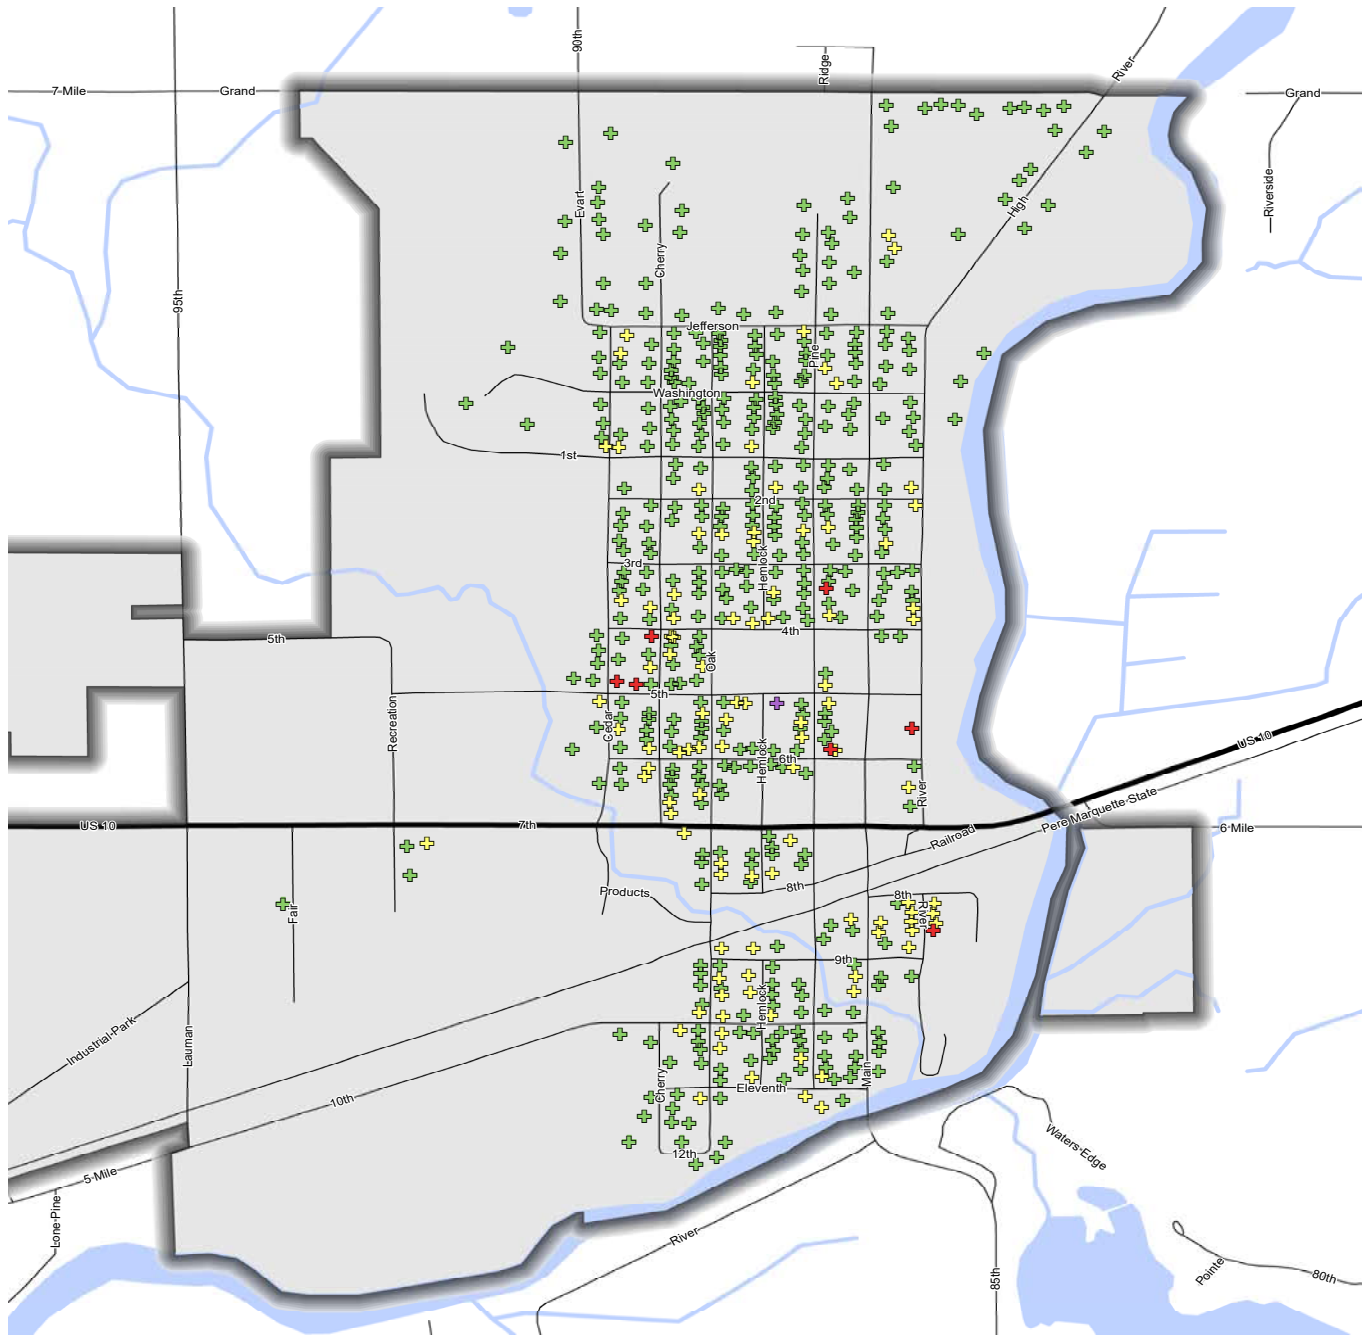 90th
River
Ridge
7 Mile
Grand
Grand
Riverside
Evart
High
Cherry
95th
Jefferson
Pine
Washington
1st
2nd
Hemlock
3rd
4th
5th
Oak
5th
Recreation
Cedar
Hemlock
US 10
6th
River
Pere Marquette State
US 10
7th
Railroad
6 Mile
Products
8th
8th
Fair
River
9th
Hemlock
Industrial Park
Lauman
Cherry
Main
Eleventh
10th
Waters Edge
12th
5 Mile
Lone Pine
River
85th
Pointe
80th